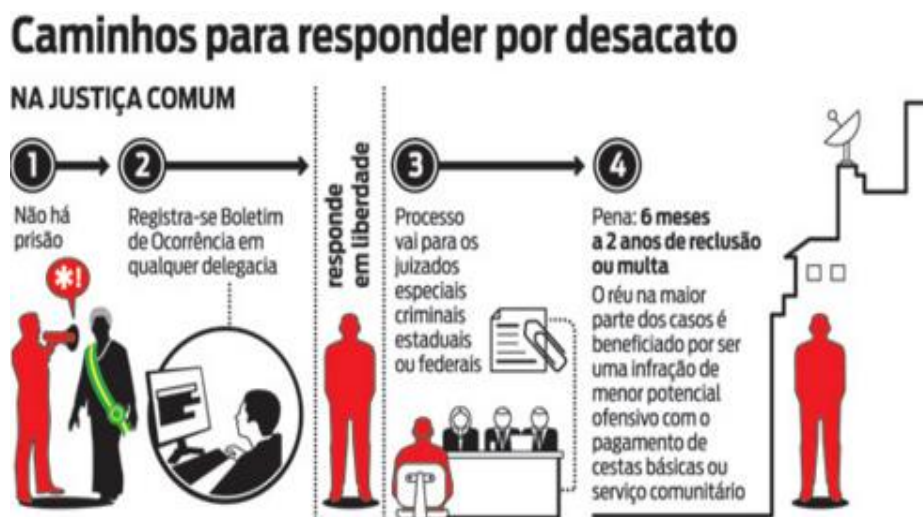 Caminhos para responder por desacato
NA JUSTIÇA COMUM
1
Não há
prisão
*!
2
Registra-se Boletim
de Ocorrência em
qualquer delegacia
responde
em liberdade
3
Processo
vai para os
juizados
especiais
criminais
estaduais
ou federais
4
Pena: 6 meses
a 2 anos de reclusão
ou multa
O réu na maior
parte dos casos é
beneficiado por ser
uma infração de
menor potencial
ofensivo com o
pagamento de
cestas básicas ou
serviço comunitário